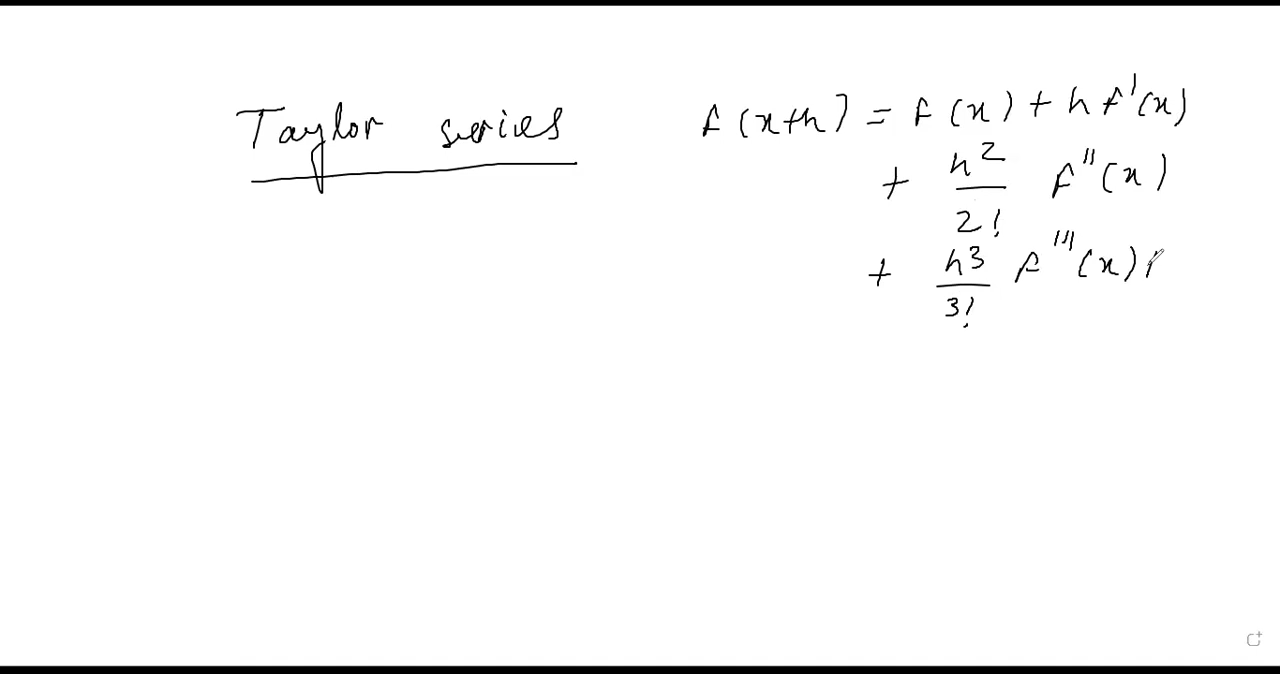 Taylor series
f(x+h) = f(x) + h f'(x)
+ h²/2! f''(x)
+ h³/3! f'''(x)